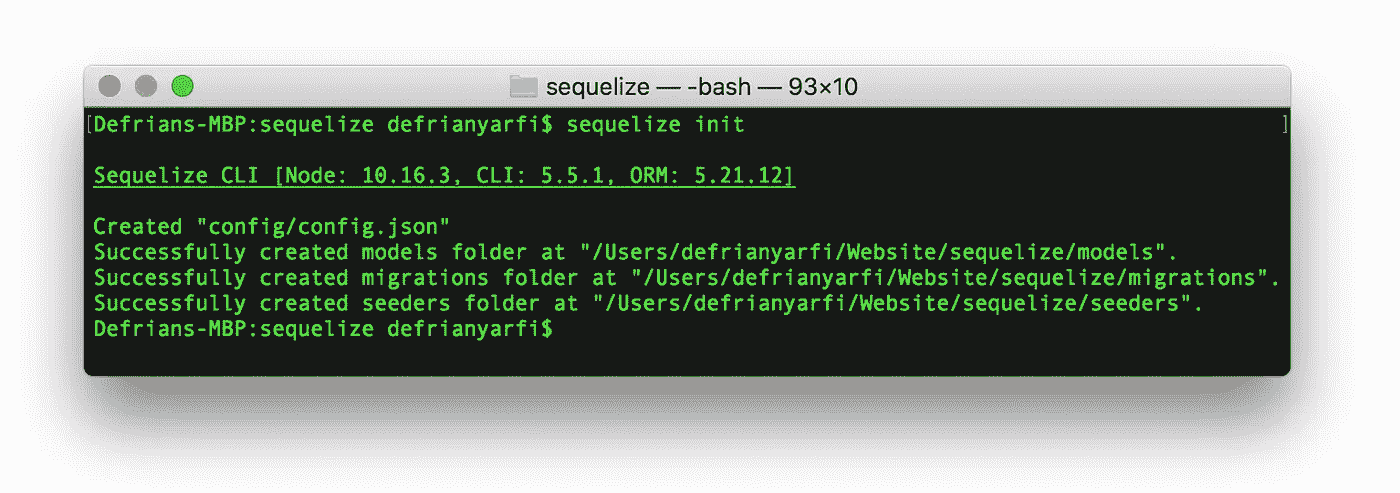 sequelize — -bash — 93×10
[Defrians-MBP:sequelize defrianyarfi$ sequelize init ]
Sequelize CLI [Node: 10.16.3, CLI: 5.5.1, ORM: 5.21.12]
Created "config/config.json"
Successfully created models folder at "/Users/defrianyarfi/Website/sequelize/models".
Successfully created migrations folder at "/Users/defrianyarfi/Website/sequelize/migrations".
Successfully created seeders folder at "/Users/defrianyarfi/Website/sequelize/seeders".
Defrians-MBP:sequelize defrianyarfi$